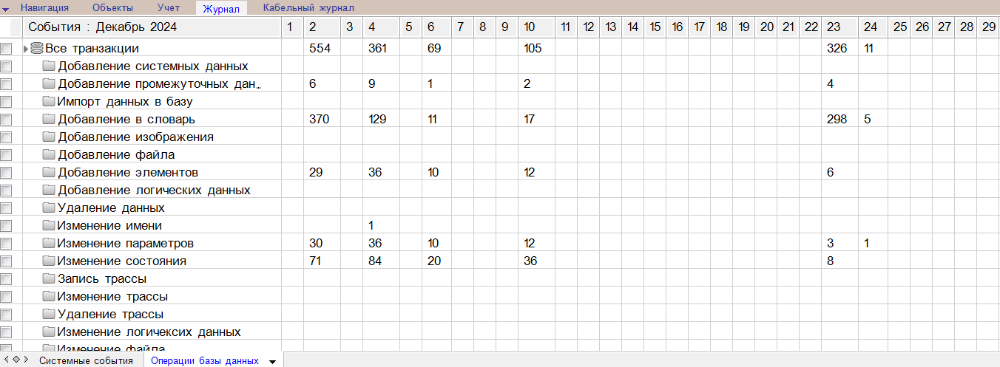 Навигация Объекты Учет Журнал Кабельный журнал
События : Декабрь 2024 1 2 3 4 5 6 7 8 9 10 11 12 13 14 15 16 17 18 19 20 21 22 23 24 25 26 27 28 29
Все транзакции 554 361 69 105 326 11
Добавление системных данных
Добавление промежуточных дан... 6 9 1 2 4
Импорт данных в базу
Добавление в словарь 370 129 11 17 298 5
Добавление изображения
Добавление файла
Добавление элементов 29 36 10 12 6
Добавление логических данных
Удаление данных
Изменение имени 1
Изменение параметров 30 36 10 12 3 1
Изменение состояния 71 84 20 36 8
Запись трассы
Изменение трассы
Удаление трассы
Изменение логичексих данных
Изменение файла
Системные события Операции базы данных